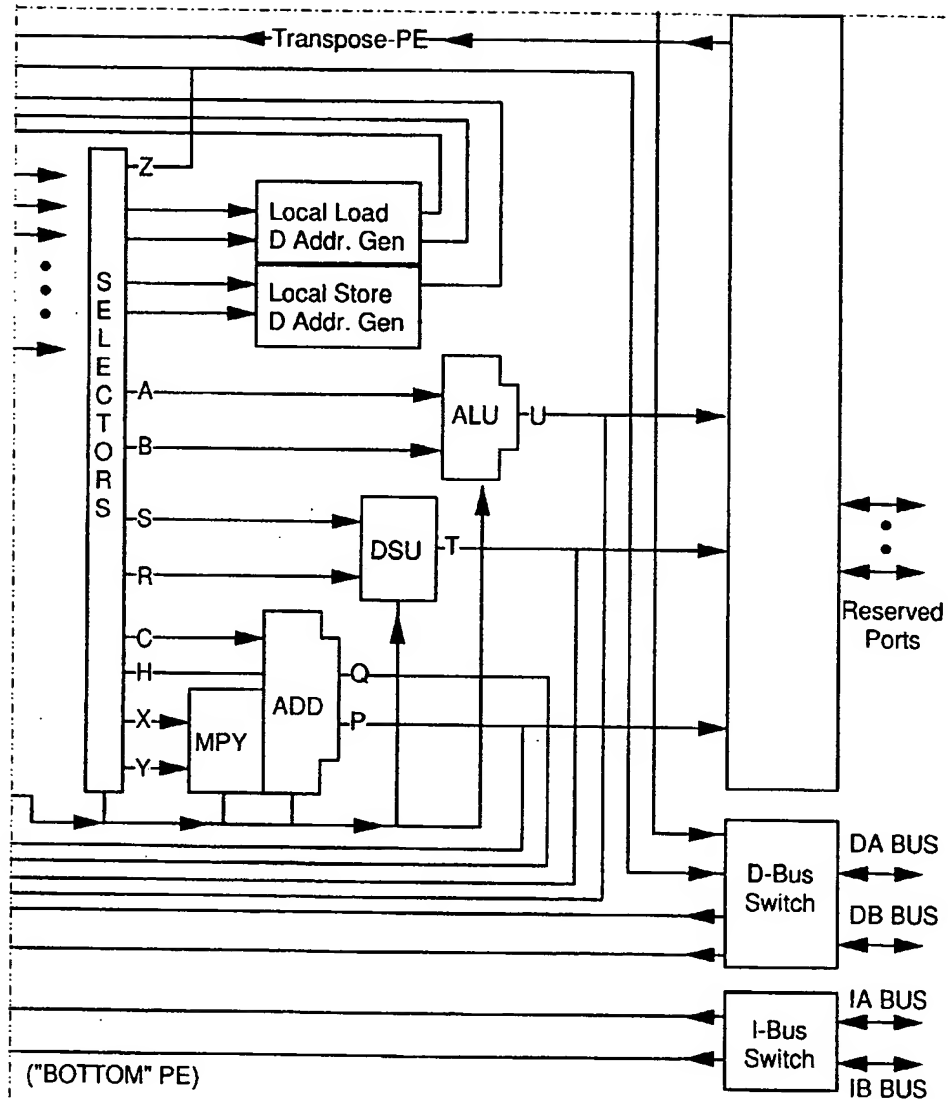 Transpose-PE
Z
Local Load
D Addr. Gen
Local Store
D Addr. Gen
SELECTORS
A
B
ALU
U
S
R
DSU
T
C
H
X
Y
MPY
ADD
Q
P
Reserved
Ports
D-Bus
Switch
DA BUS
DB BUS
I-Bus
Switch
IA BUS
IB BUS
("BOTTOM" PE)